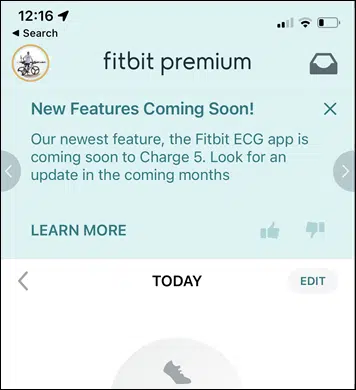 12:16
◀ Search
fitbit premium
New Features Coming Soon!
Our newest feature, the Fitbit ECG app is
coming soon to Charge 5. Look for an
update in the coming months
LEARN MORE
TODAY
EDIT